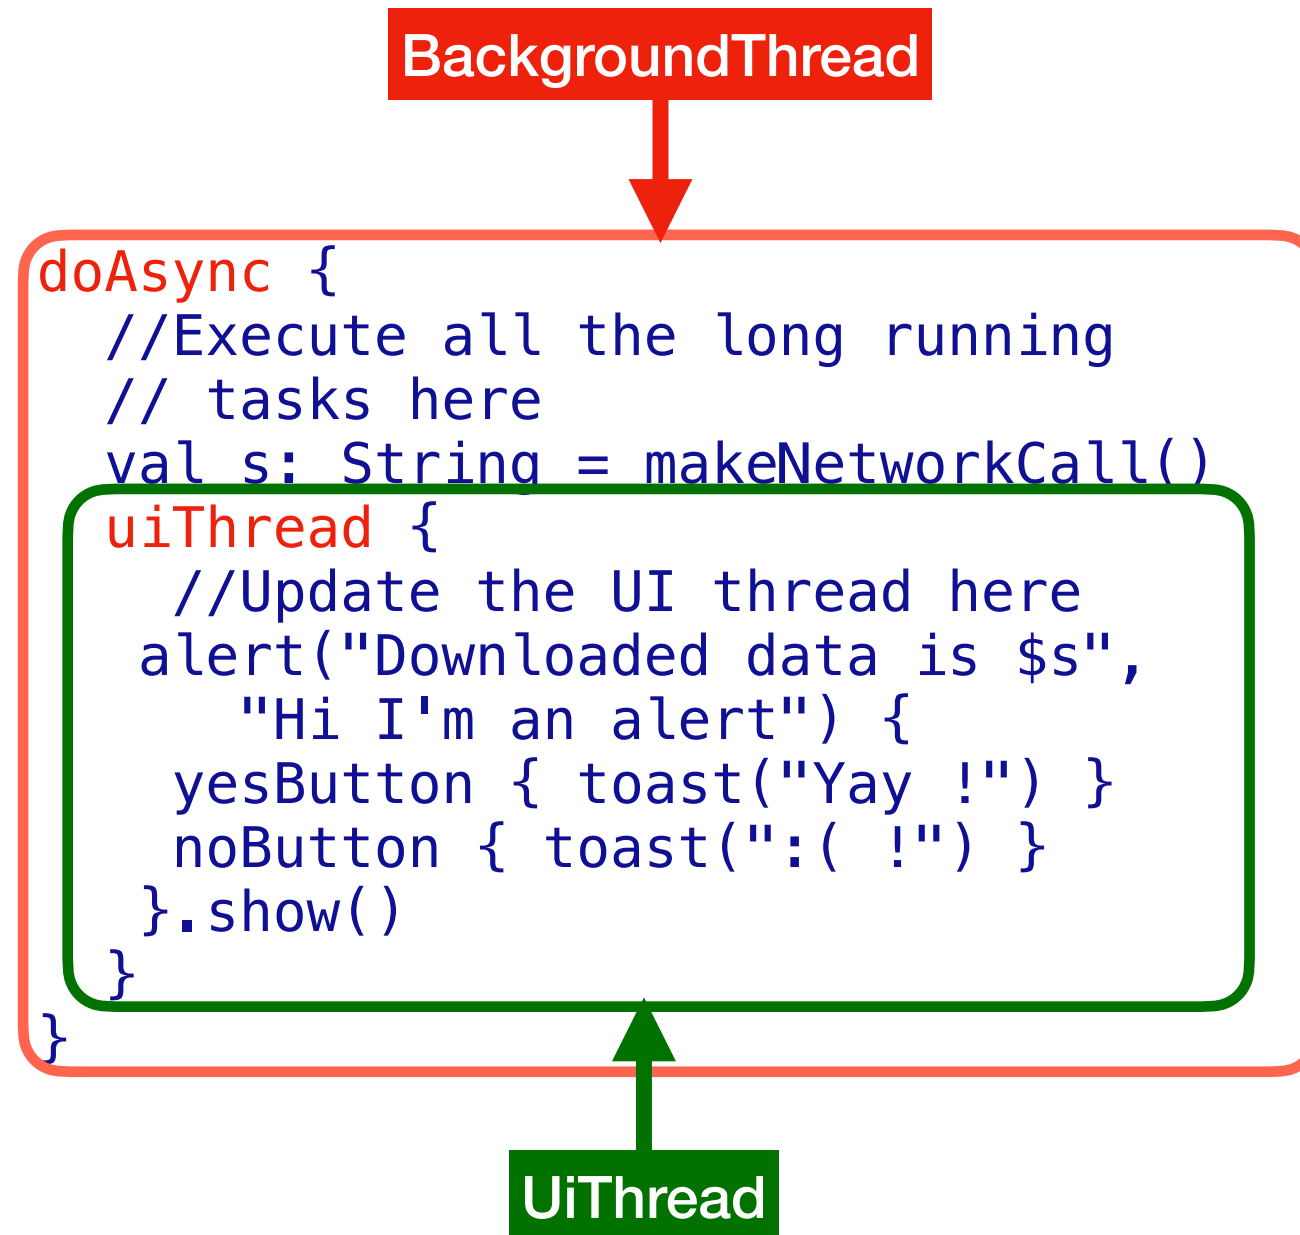 BackgroundThread
doAsync {
//Execute all the long running
// tasks here
val s: String = makeNetworkCall()
uiThread {
//Update the UI thread here
alert("Downloaded data is $s",
"Hi I'm an alert") {
yesButton { toast("Yay !") }
noButton { toast(":( !") }
}.show()
}
}
UiThread